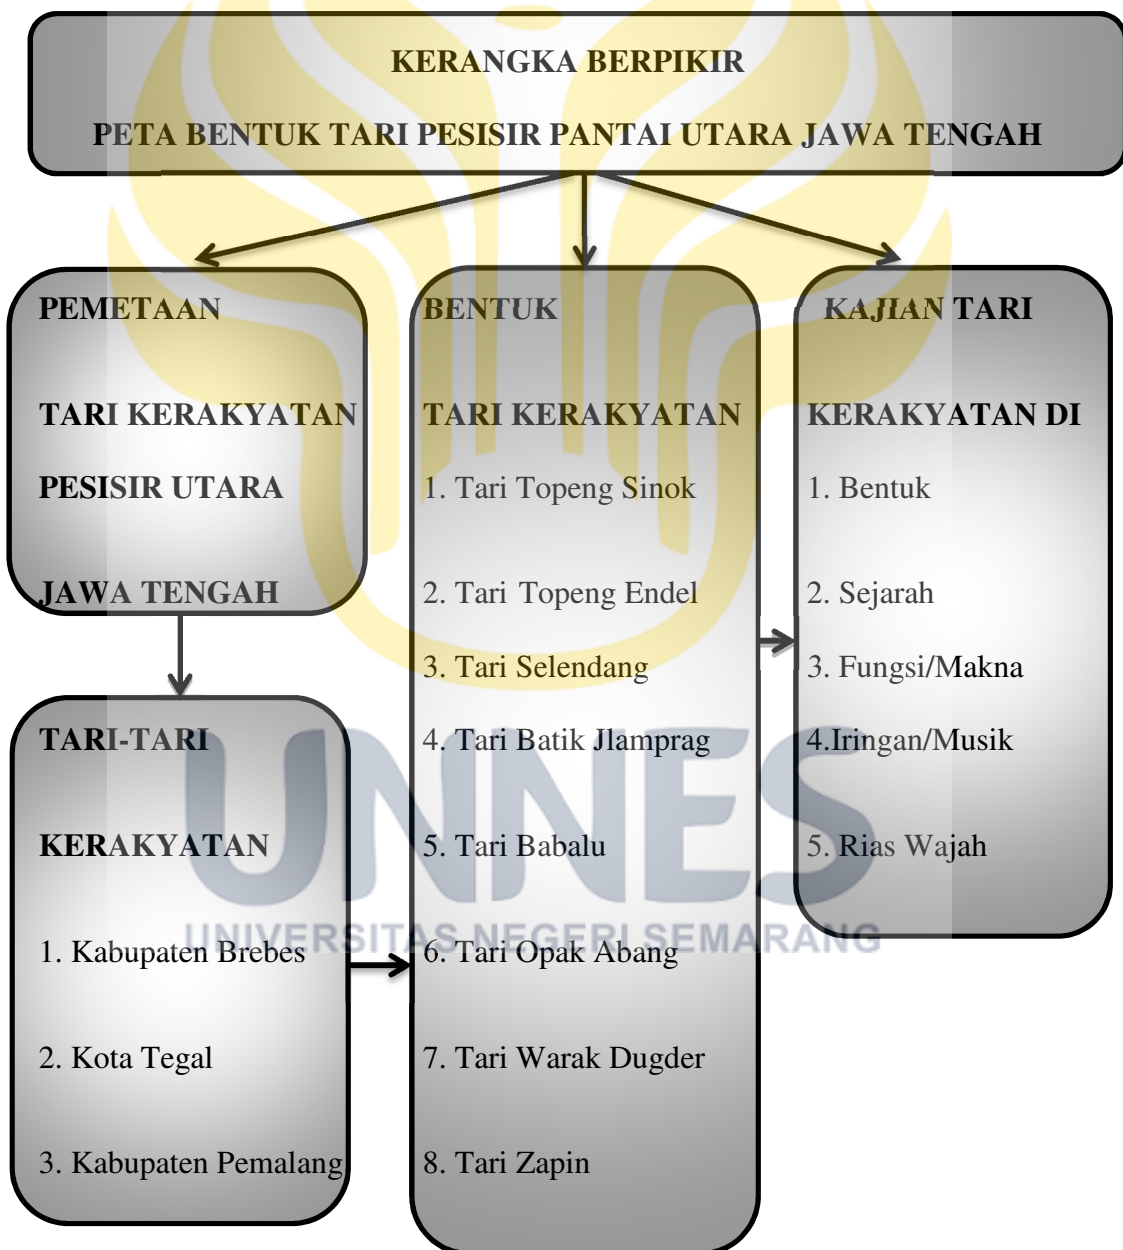 KERANGKA BERPIKIR
PETA BENTUK TARI PESISIR PANTAI UTARA JAWA TENGAH
PEMETAAN
TARI KERAKYATAN
PESISIR UTARA
JAWA TENGAH
TARI-TARI
KERAKYATAN
1. Kabupaten Brebes
2. Kota Tegal
3. Kabupaten Pemalang
BENTUK
TARI KERAKYATAN
1. Tari Topeng Sinok
2. Tari Topeng Endel
3. Tari Selendang
4. Tari Batik Jlamprag
5. Tari Babalu
6. Tari Opak Abang
7. Tari Warak Dugder
8. Tari Zapin
KAJIAN TARI
KERAKYATAN DI
1. Bentuk
2. Sejarah
3. Fungsi/Makna
4.Iringan/Musik
5. Rias Wajah
UNNES
UNIVERSITAS NEGERI SEMARANG